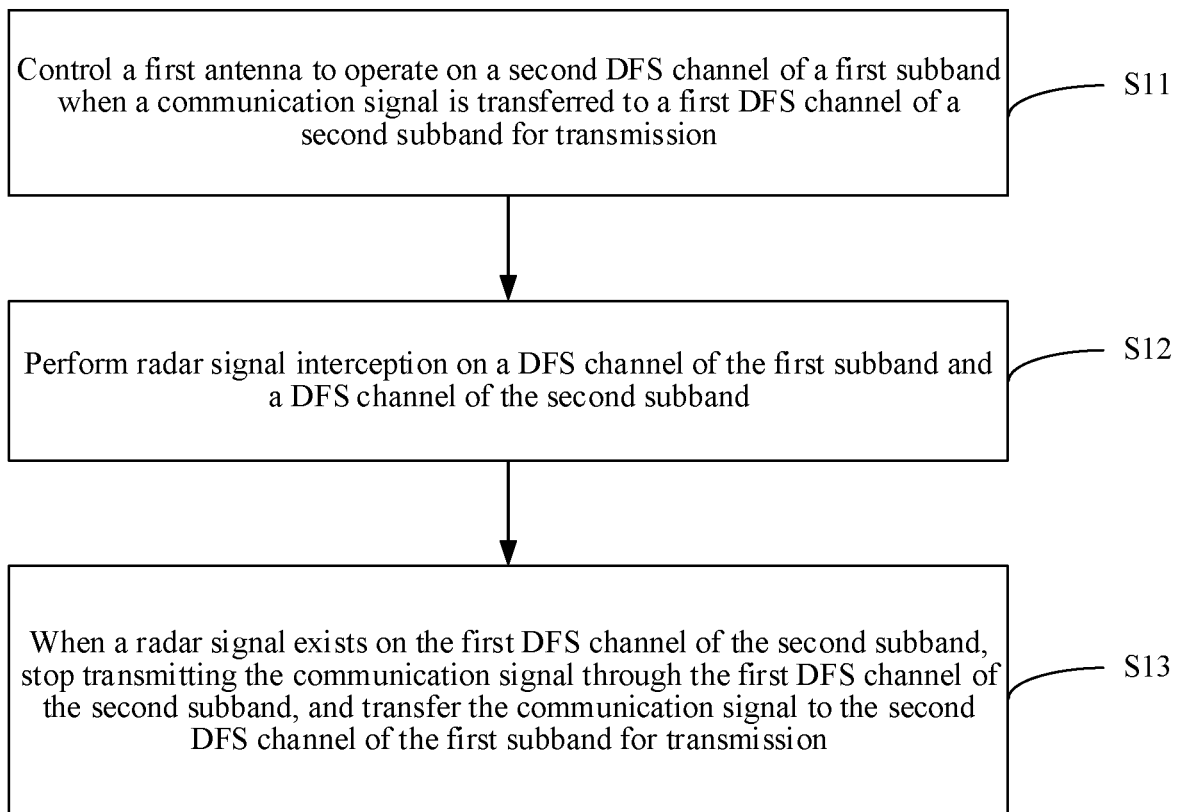 Control a first antenna to operate on a second DFS channel of a first subband
when a communication signal is transferred to a first DFS channel of a
second subband for transmission
S11
Perform radar signal interception on a DFS channel of the first subband and
a DFS channel of the second subband
S12
When a radar signal exists on the first DFS channel of the second subband,
stop transmitting the communication signal through the first DFS channel of
the second subband, and transfer the communication signal to the second
DFS channel of the first subband for transmission
S13